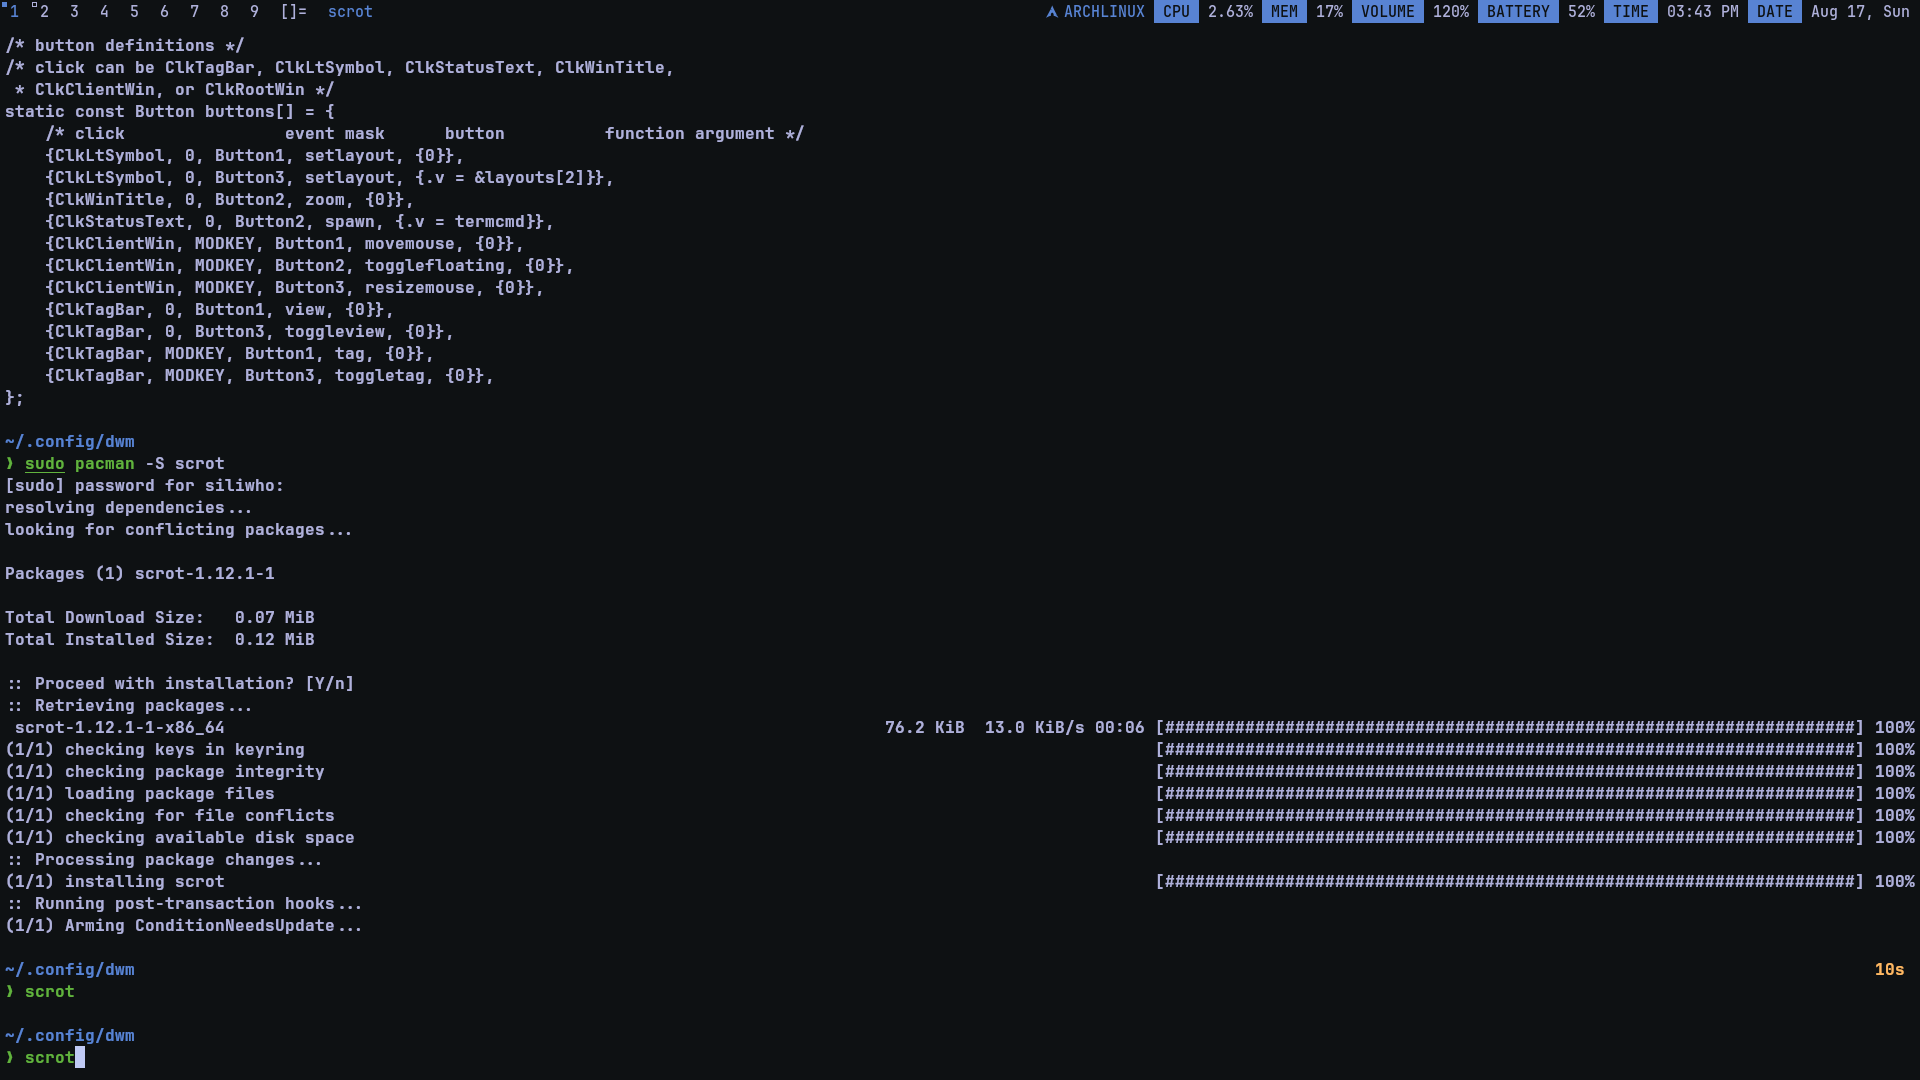 1 2 3 4 5 6 7 8 9 []= scrot ARCHLINUX CPU 2.63% MEM 17% VOLUME 120% BATTERY 52% TIME 03:43 PM DATE Aug 17, Sun
/* button definitions */
/* click can be ClkTagBar, ClkLtSymbol, ClkStatusText, ClkWinTitle,
 * ClkClientWin, or ClkRootWin */
static const Button buttons[] = {
    /* click                event mask      button          function argument */
    {ClkLtSymbol, 0, Button1, setlayout, {0}},
    {ClkLtSymbol, 0, Button3, setlayout, {.v = &layouts[2]}},
    {ClkWinTitle, 0, Button2, zoom, {0}},
    {ClkStatusText, 0, Button2, spawn, {.v = termcmd}},
    {ClkClientWin, MODKEY, Button1, movemouse, {0}},
    {ClkClientWin, MODKEY, Button2, togglefloating, {0}},
    {ClkClientWin, MODKEY, Button3, resizemouse, {0}},
    {ClkTagBar, 0, Button1, view, {0}},
    {ClkTagBar, 0, Button3, toggleview, {0}},
    {ClkTagBar, MODKEY, Button1, tag, {0}},
    {ClkTagBar, MODKEY, Button3, toggletag, {0}},
};
~/.config/dwm
❯ sudo pacman -S scrot
[sudo] password for siliwho:
resolving dependencies...
looking for conflicting packages...
Packages (1) scrot-1.12.1-1
Total Download Size:   0.07 MiB
Total Installed Size:  0.12 MiB
:: Proceed with installation? [Y/n]
:: Retrieving packages...
 scrot-1.12.1-1-x86_64 76.2 KiB  13.0 KiB/s 00:06 [#####################################################################] 100%
(1/1) checking keys in keyring [#####################################################################] 100%
(1/1) checking package integrity [#####################################################################] 100%
(1/1) loading package files [#####################################################################] 100%
(1/1) checking for file conflicts [#####################################################################] 100%
(1/1) checking available disk space [#####################################################################] 100%
:: Processing package changes...
(1/1) installing scrot [#####################################################################] 100%
:: Running post-transaction hooks...
(1/1) Arming ConditionNeedsUpdate...
~/.config/dwm 10s
❯ scrot
~/.config/dwm
❯ scrot